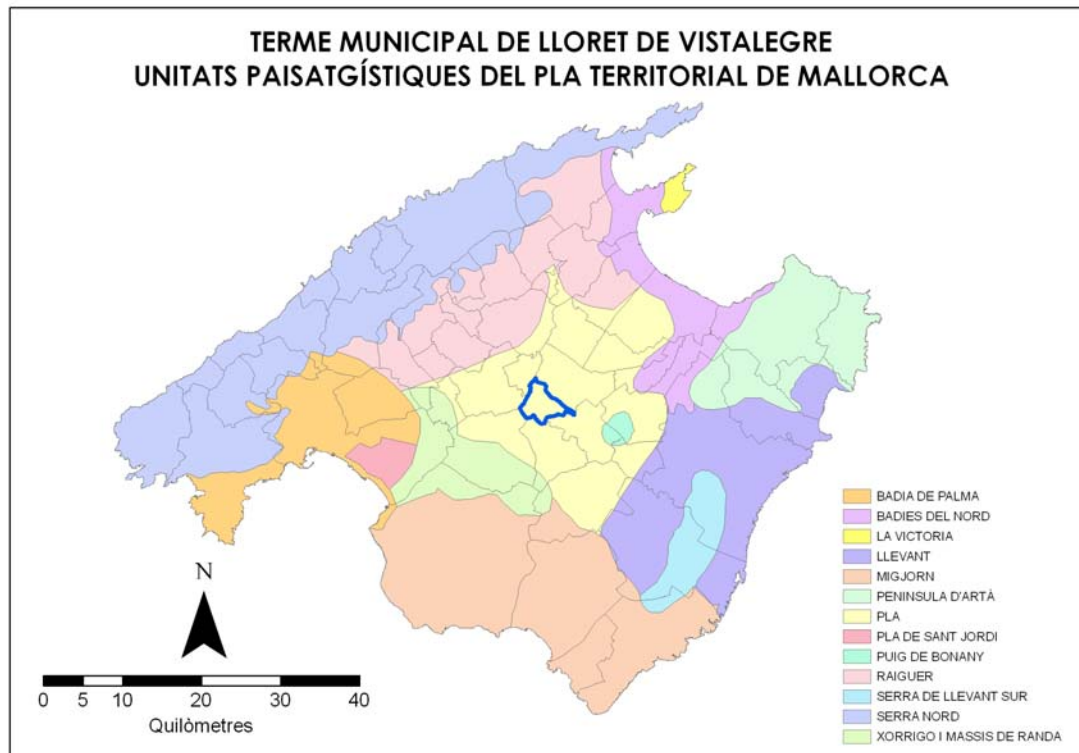 TERME MUNICIPAL DE LLORET DE VISTALEGRE
UNITATS PAISATGÍSTIQUES DEL PLA TERRITORIAL DE MALLORCA
BADIA DE PALMA
BADIES DEL NORD
LA VICTORIA
LLEVANT
MIGJORN
PENINSULA D'ARTÀ
PLA
PLA DE SANT JORDI
PUIG DE BONANY
RAIGUER
SERRA DE LLEVANT SUR
SERRA NORD
XORRIGO I MASSIS DE RANDA
N
0 5 10 20 30 40
Quilòmetres